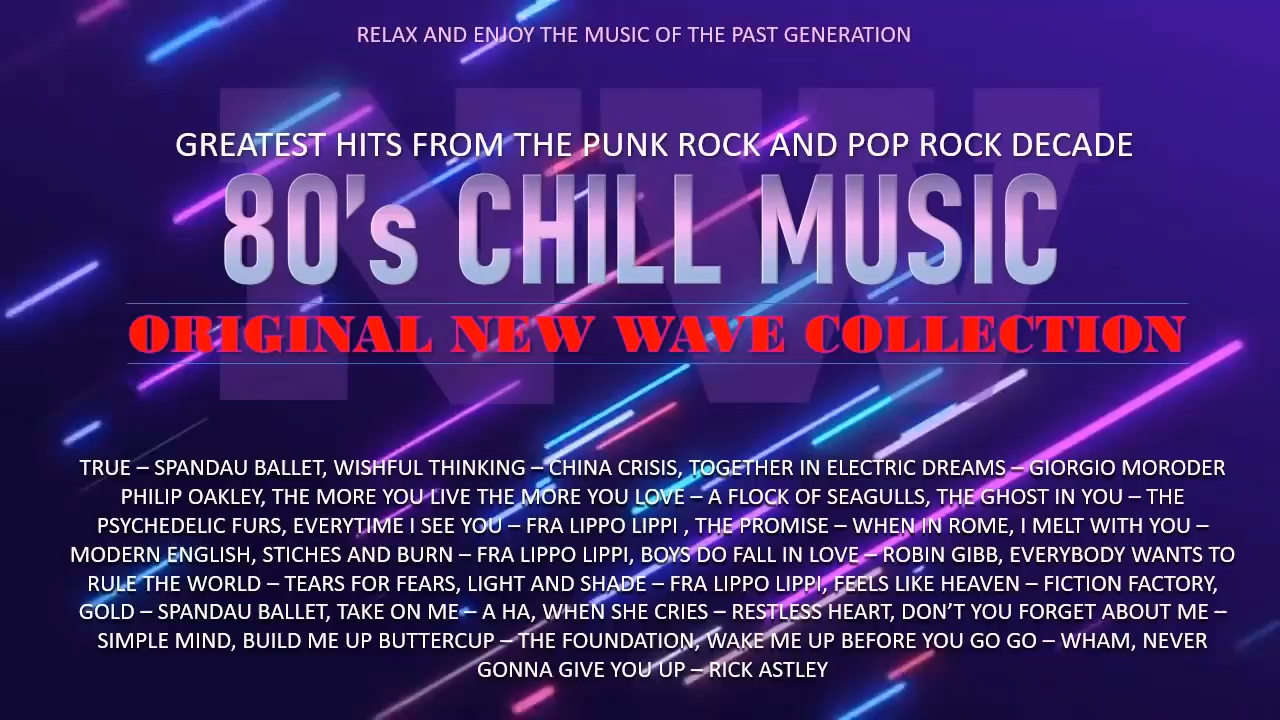 RELAX AND ENJOY THE MUSIC OF THE PAST GENERATION
NW
GREATEST HITS FROM THE PUNK ROCK AND POP ROCK DECADE
80's CHILL MUSIC
ORIGINAL NEW WAVE COLLECTION
TRUE – SPANDAU BALLET, WISHFUL THINKING – CHINA CRISIS, TOGETHER IN ELECTRIC DREAMS – GIORGIO MORODER
PHILIP OAKLEY, THE MORE YOU LIVE THE MORE YOU LOVE – A FLOCK OF SEAGULLS, THE GHOST IN YOU – THE
PSYCHEDELIC FURS, EVERYTIME I SEE YOU – FRA LIPPO LIPPI , THE PROMISE – WHEN IN ROME, I MELT WITH YOU –
MODERN ENGLISH, STICHES AND BURN – FRA LIPPO LIPPI, BOYS DO FALL IN LOVE – ROBIN GIBB, EVERYBODY WANTS TO
RULE THE WORLD – TEARS FOR FEARS, LIGHT AND SHADE – FRA LIPPO LIPPI, FEELS LIKE HEAVEN – FICTION FACTORY,
GOLD – SPANDAU BALLET, TAKE ON ME – A HA, WHEN SHE CRIES – RESTLESS HEART, DON'T YOU FORGET ABOUT ME –
SIMPLE MIND, BUILD ME UP BUTTERCUP – THE FOUNDATION, WAKE ME UP BEFORE YOU GO GO – WHAM, NEVER
GONNA GIVE YOU UP – RICK ASTLEY